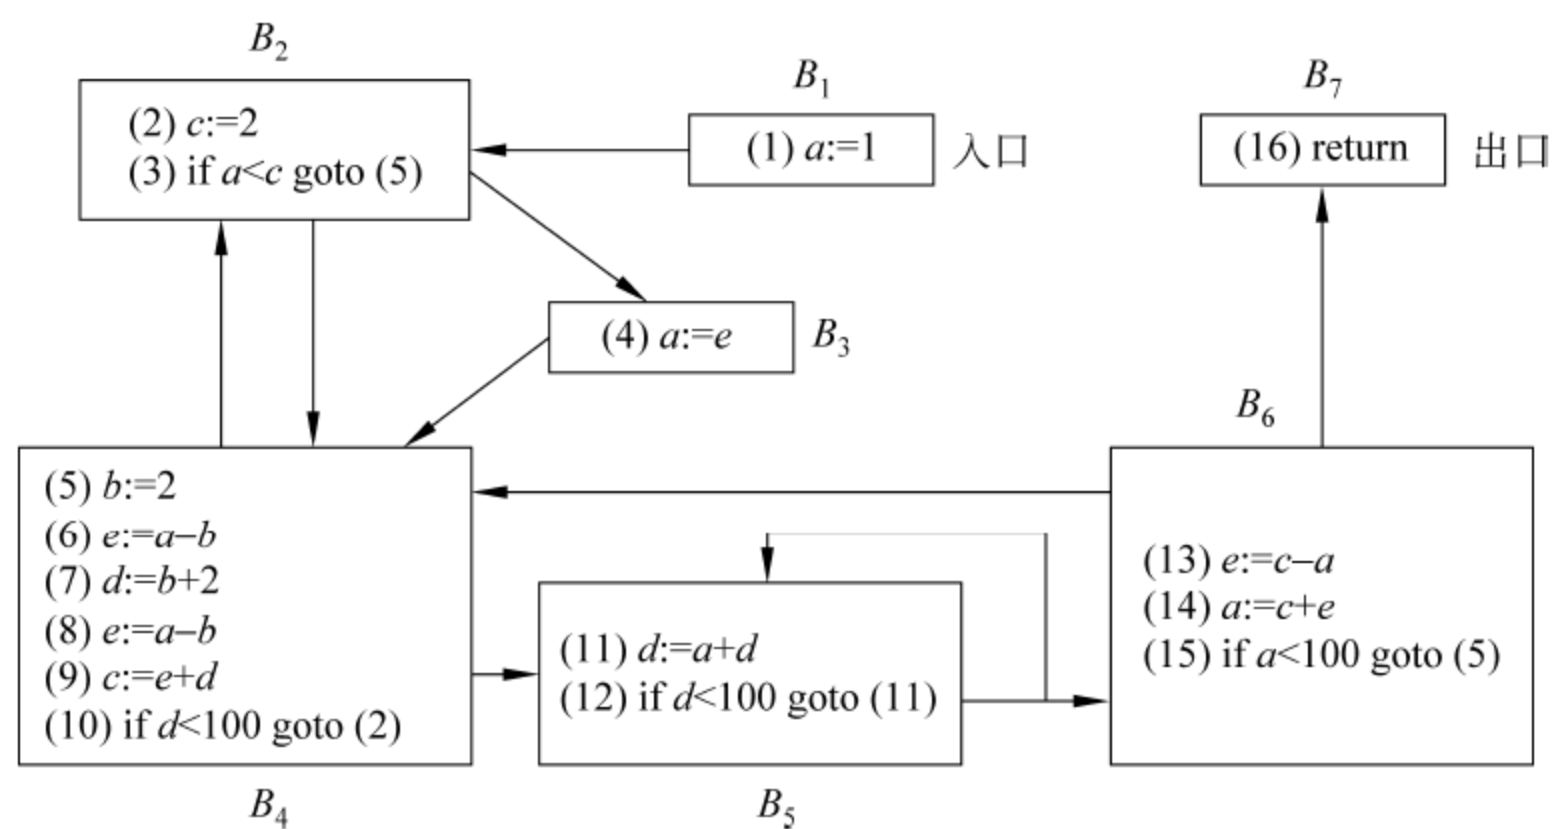 B₂
(2) c:=2
(3) if a<c goto (5)
B₁
(1) a:=1
入口
B₇
(16) return
出口
(4) a:=e
B₃
B₆
(5) b:=2
(6) e:=a–b
(7) d:=b+2
(8) e:=a–b
(9) c:=e+d
(10) if d<100 goto (2)
B₄
(11) d:=a+d
(12) if d<100 goto (11)
B₅
(13) e:=c–a
(14) a:=c+e
(15) if a<100 goto (5)